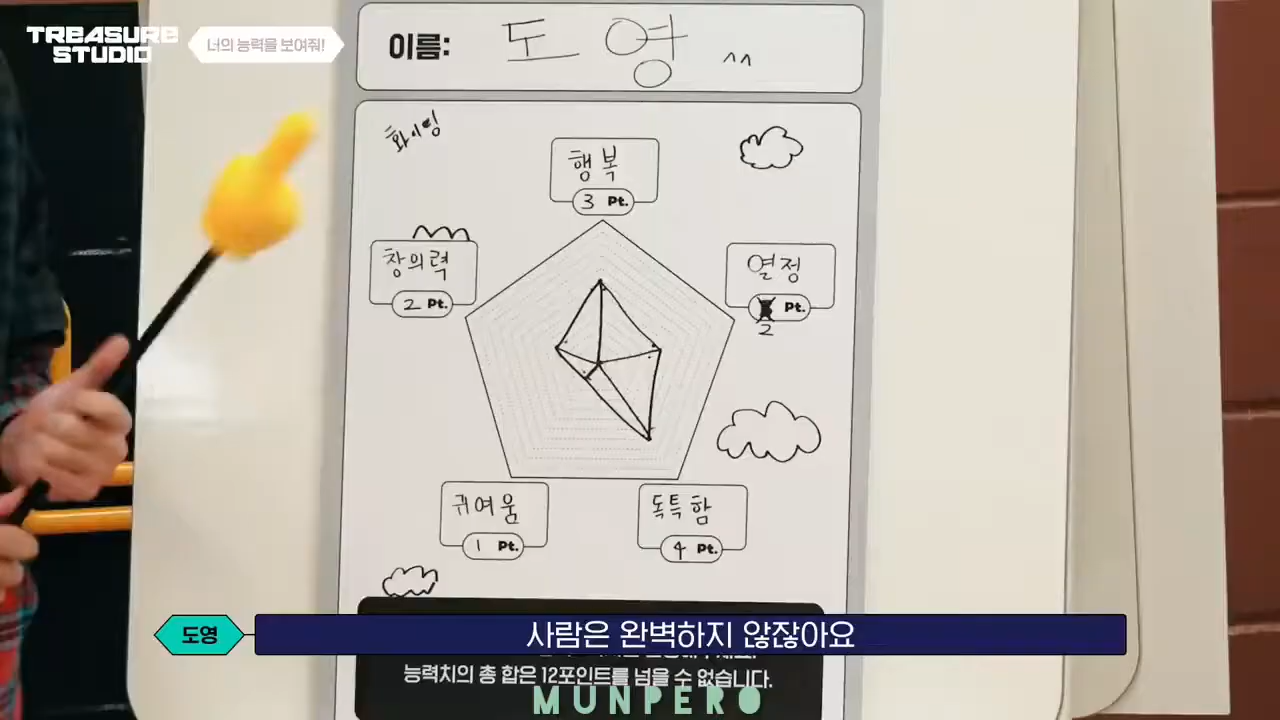 TREASURE
STUDIO
너의 능력을 보여줘!
이름: 도영 ^^
화이팅
행복
3 Pt.
창의력
2 Pt.
열정
Pt.
2
귀여움
1 Pt.
독특함
4 Pt.
도영
사람은 완벽하지 않잖아요
능력치의 총 합은 12포인트를 넘을 수 없습니다.
MUNPERO